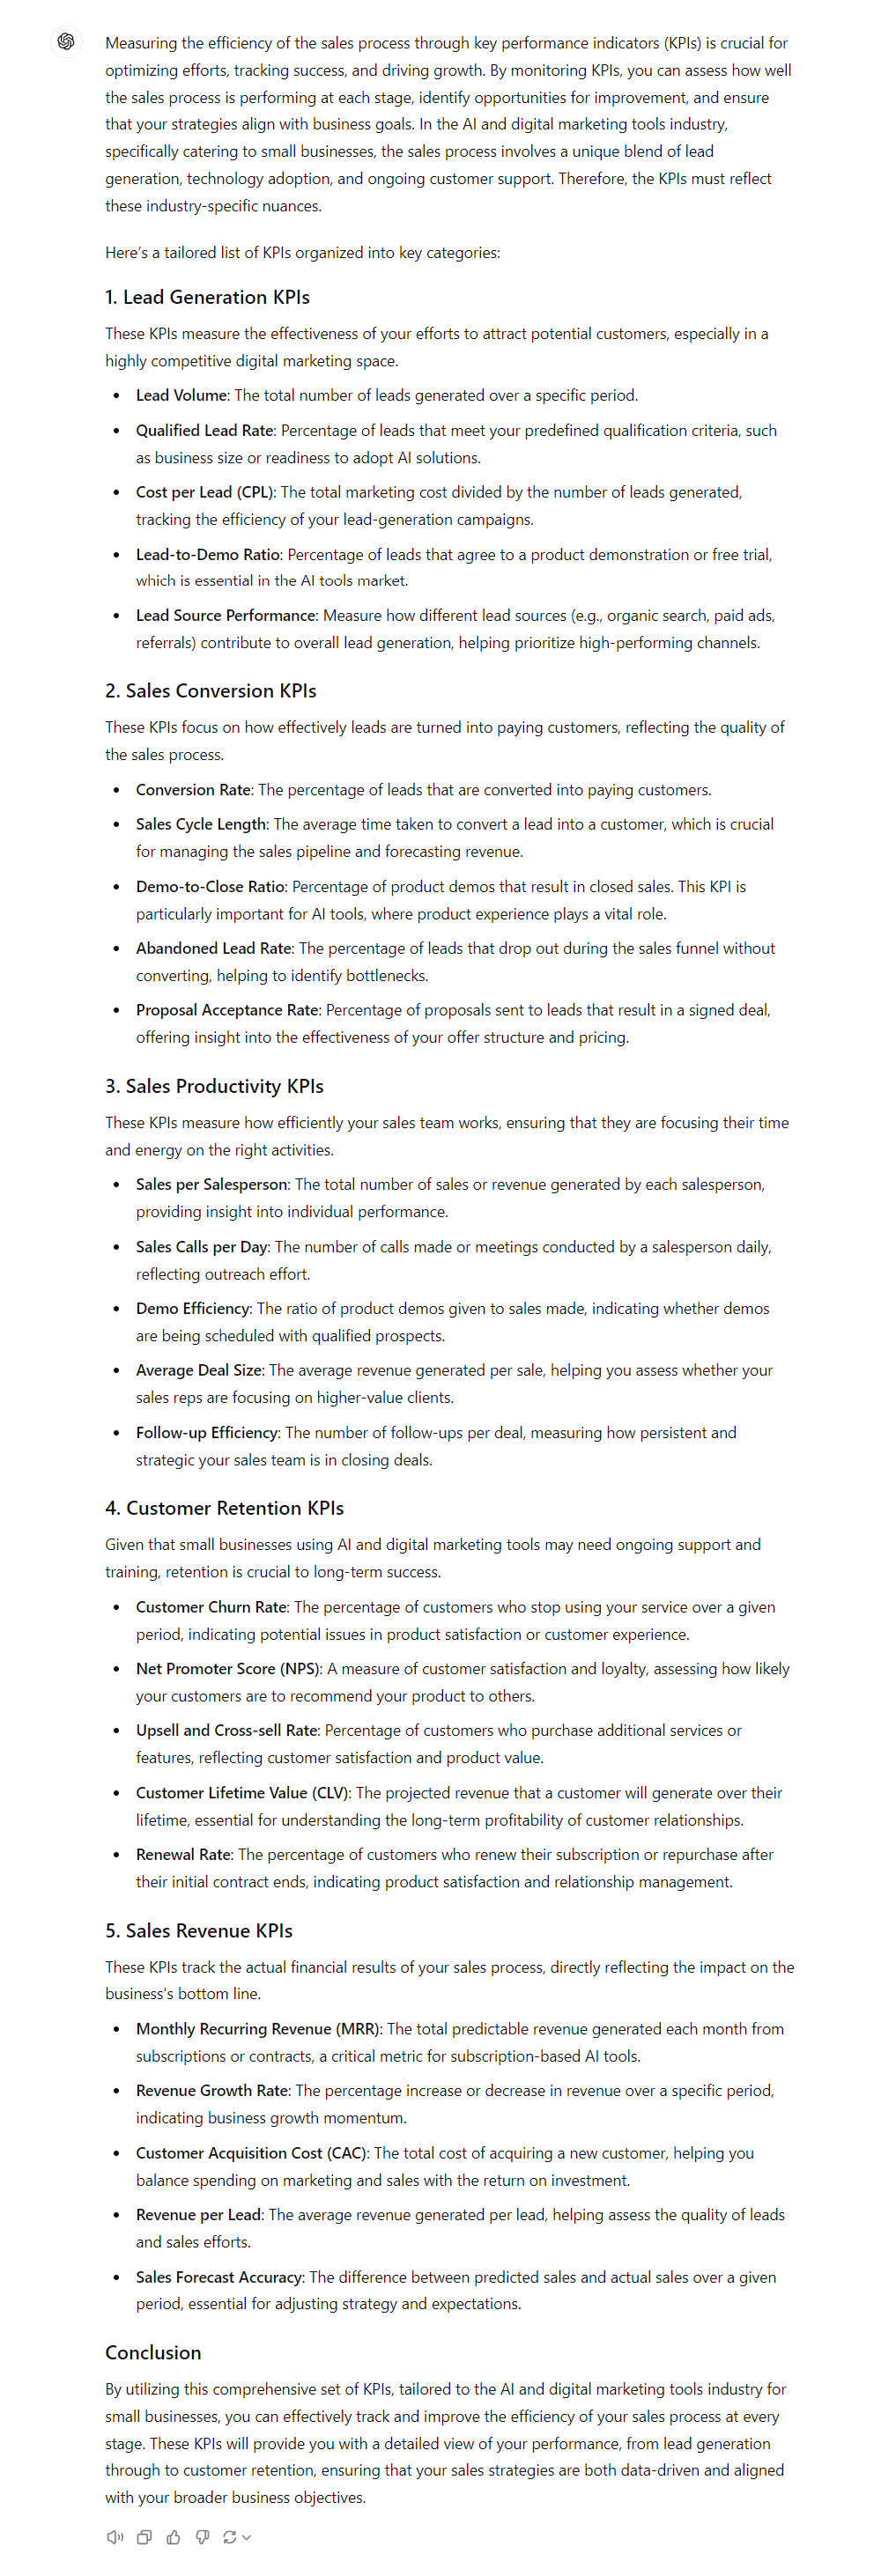 Measuring the efficiency of the sales process through key performance indicators (KPIs) is crucial for
optimizing efforts, tracking success, and driving growth. By monitoring KPIs, you can assess how well
the sales process is performing at each stage, identify opportunities for improvement, and ensure
that your strategies align with business goals. In the AI and digital marketing tools industry,
specifically catering to small businesses, the sales process involves a unique blend of lead
generation, technology adoption, and ongoing customer support. Therefore, the KPIs must reflect
these industry-specific nuances.
Here's a tailored list of KPIs organized into key categories:
1. Lead Generation KPIs
These KPIs measure the effectiveness of your efforts to attract potential customers, especially in a
highly competitive digital marketing space.
• Lead Volume: The total number of leads generated over a specific period.
• Qualified Lead Rate: Percentage of leads that meet your predefined qualification criteria, such
as business size or readiness to adopt AI solutions.
• Cost per Lead (CPL): The total marketing cost divided by the number of leads generated,
tracking the efficiency of your lead-generation campaigns.
• Lead-to-Demo Ratio: Percentage of leads that agree to a product demonstration or free trial,
which is essential in the AI tools market.
• Lead Source Performance: Measure how different lead sources (e.g., organic search, paid ads,
referrals) contribute to overall lead generation, helping prioritize high-performing channels.
2. Sales Conversion KPIs
These KPIs focus on how effectively leads are turned into paying customers, reflecting the quality of
the sales process.
• Conversion Rate: The percentage of leads that are converted into paying customers.
• Sales Cycle Length: The average time taken to convert a lead into a customer, which is crucial
for managing the sales pipeline and forecasting revenue.
• Demo-to-Close Ratio: Percentage of product demos that result in closed sales. This KPI is
particularly important for AI tools, where product experience plays a vital role.
• Abandoned Lead Rate: The percentage of leads that drop out during the sales funnel without
converting, helping to identify bottlenecks.
• Proposal Acceptance Rate: Percentage of proposals sent to leads that result in a signed deal,
offering insight into the effectiveness of your offer structure and pricing.
3. Sales Productivity KPIs
These KPIs measure how efficiently your sales team works, ensuring that they are focusing their time
and energy on the right activities.
• Sales per Salesperson: The total number of sales or revenue generated by each salesperson,
providing insight into individual performance.
• Sales Calls per Day: The number of calls made or meetings conducted by a salesperson daily,
reflecting outreach effort.
• Demo Efficiency: The ratio of product demos given to sales made, indicating whether demos
are being scheduled with qualified prospects.
• Average Deal Size: The average revenue generated per sale, helping you assess whether your
sales reps are focusing on higher-value clients.
• Follow-up Efficiency: The number of follow-ups per deal, measuring how persistent and
strategic your sales team is in closing deals.
4. Customer Retention KPIs
Given that small businesses using AI and digital marketing tools may need ongoing support and
training, retention is crucial to long-term success.
• Customer Churn Rate: The percentage of customers who stop using your service over a given
period, indicating potential issues in product satisfaction or customer experience.
• Net Promoter Score (NPS): A measure of customer satisfaction and loyalty, assessing how likely
your customers are to recommend your product to others.
• Upsell and Cross-sell Rate: Percentage of customers who purchase additional services or
features, reflecting customer satisfaction and product value.
• Customer Lifetime Value (CLV): The projected revenue that a customer will generate over their
lifetime, essential for understanding the long-term profitability of customer relationships.
• Renewal Rate: The percentage of customers who renew their subscription or repurchase after
their initial contract ends, indicating product satisfaction and relationship management.
5. Sales Revenue KPIs
These KPIs track the actual financial results of your sales process, directly reflecting the impact on the
business's bottom line.
• Monthly Recurring Revenue (MRR): The total predictable revenue generated each month from
subscriptions or contracts, a critical metric for subscription-based AI tools.
• Revenue Growth Rate: The percentage increase or decrease in revenue over a specific period,
indicating business growth momentum.
• Customer Acquisition Cost (CAC): The total cost of acquiring a new customer, helping you
balance spending on marketing and sales with the return on investment.
• Revenue per Lead: The average revenue generated per lead, helping assess the quality of leads
and sales efforts.
• Sales Forecast Accuracy: The difference between predicted sales and actual sales over a given
period, essential for adjusting strategy and expectations.
Conclusion
By utilizing this comprehensive set of KPIs, tailored to the AI and digital marketing tools industry for
small businesses, you can effectively track and improve the efficiency of your sales process at every
stage. These KPIs will provide you with a detailed view of your performance, from lead generation
through to customer retention, ensuring that your sales strategies are both data-driven and aligned
with your broader business objectives.